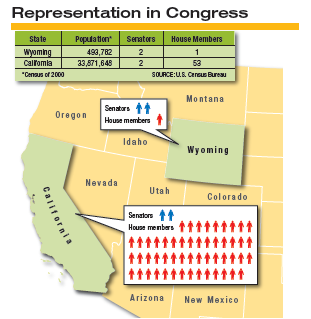 Representation in Congress
State Population* Senators House Members
Wyoming 493,782 2 1
California 33,871,648 2 53
*Census of 2000 SOURCE: U.S. Census Bureau
Montana
Senators
House members
Oregon
Idaho
Wyoming
Nevada
Utah
Colorado
California
Senators
House members
Arizona
New Mexico